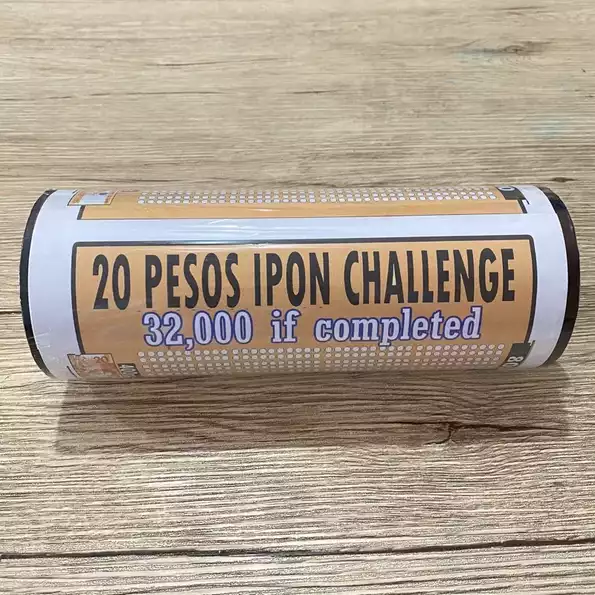 20 PESOS IPON CHALLENGE
32,000 if completed